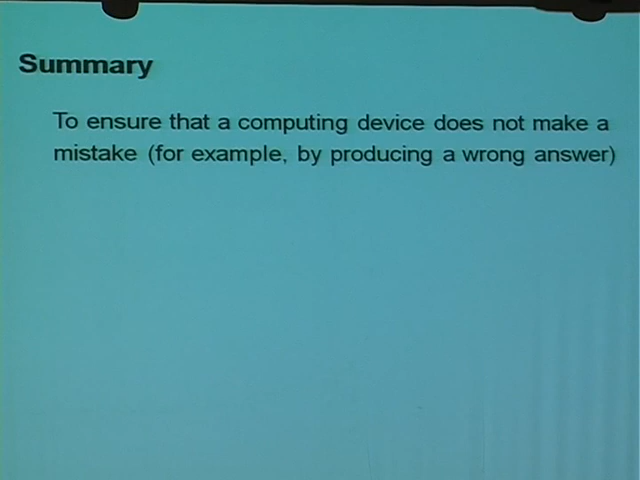 Summary
To ensure that a computing device does not make a
mistake (for example, by producing a wrong answer)